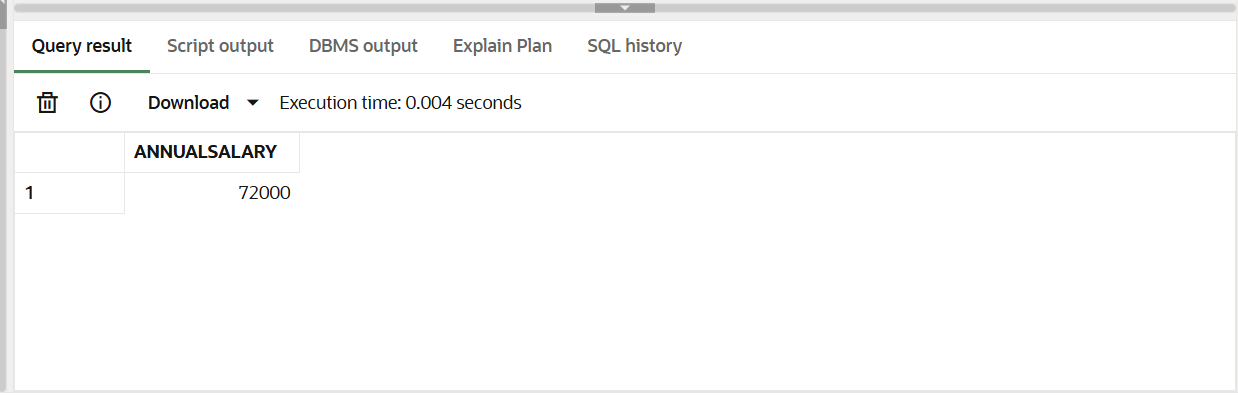 Query result Script output DBMS output Explain Plan SQL history
Download Execution time: 0.004 seconds
ANNUALSALARY
1 72000